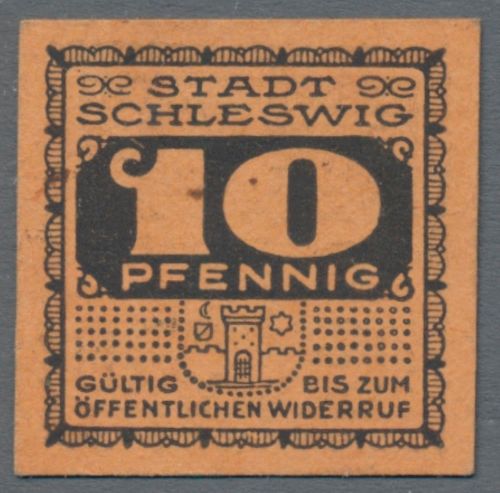 STADT
SCHLESWIG
10
PFENNIG
GÜLTIG BIS ZUM
ÖFFENTLICHEN WIDERRUF